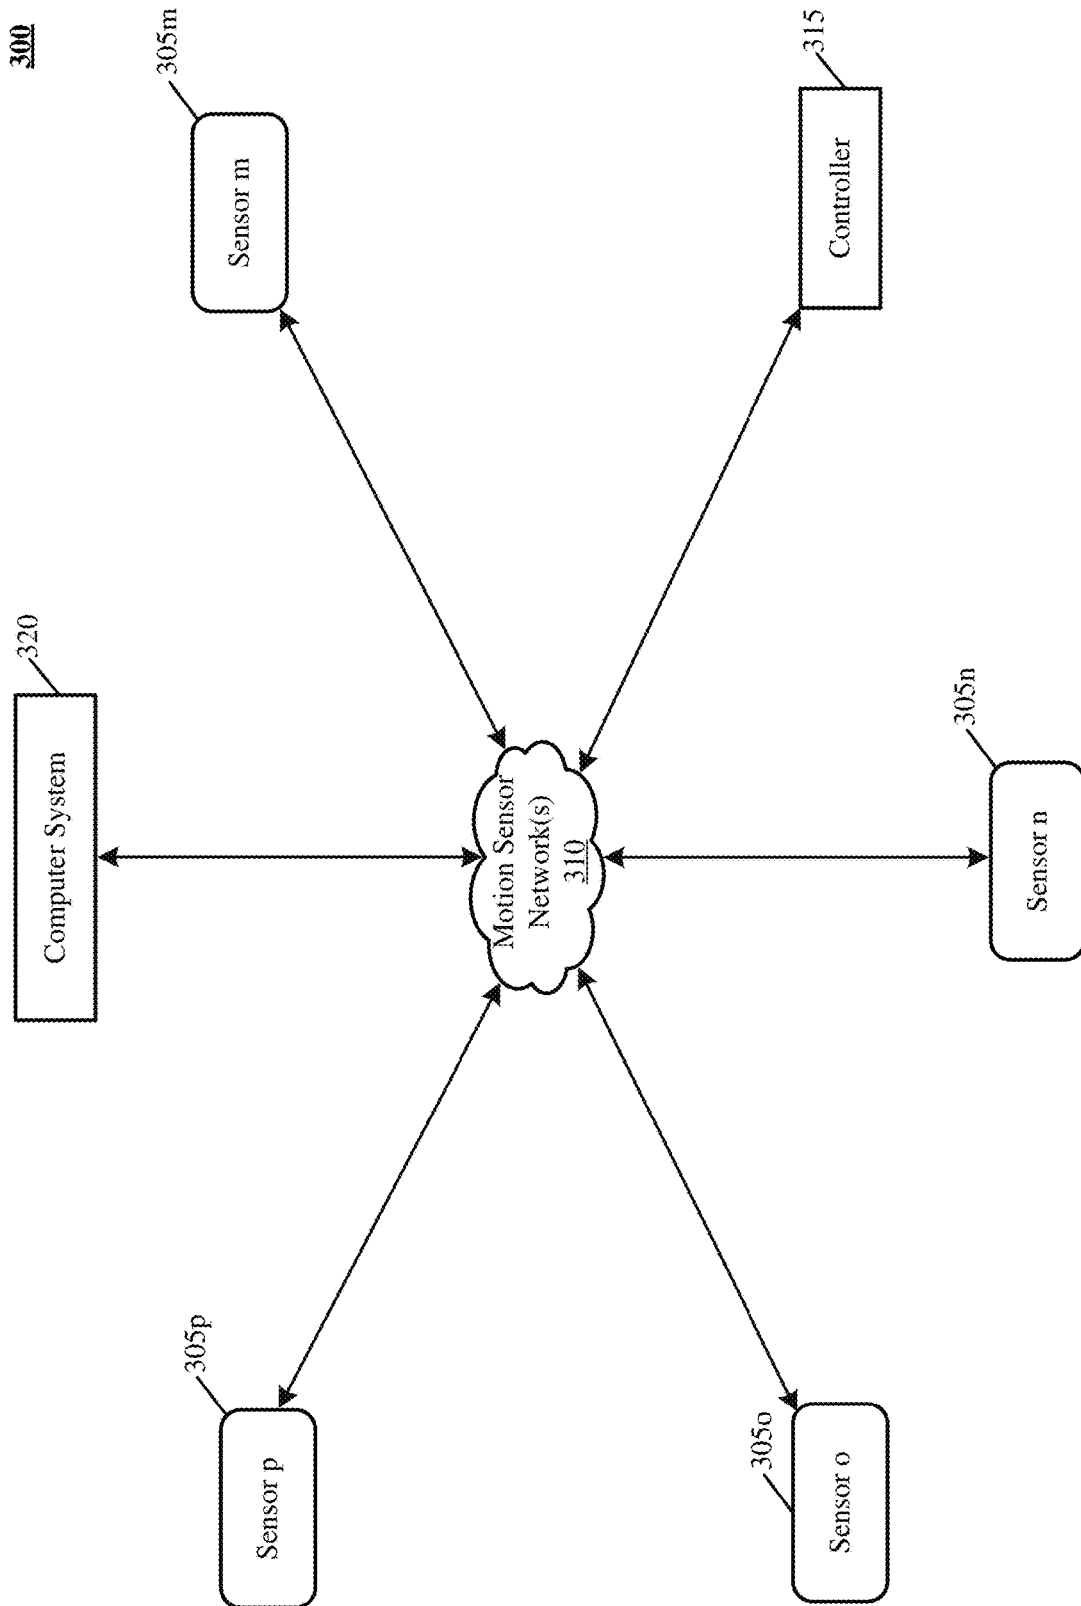 300
Computer System
320
Sensor p
305p
Sensor m
305m
Motion Sensor
Network(s)
310
Sensor o
305o
Controller
315
Sensor n
305n